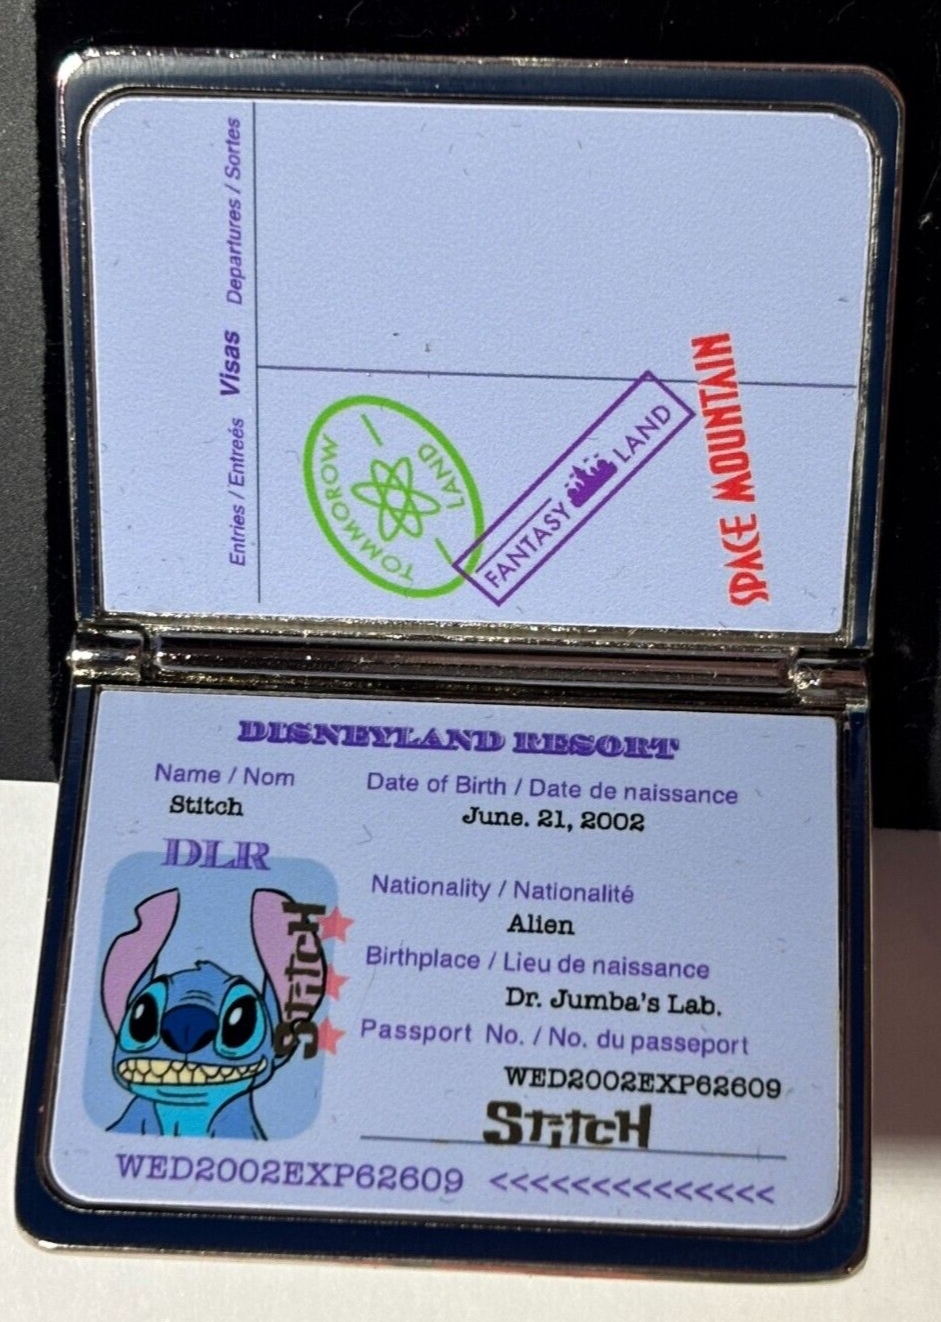 Entries / Entreés Visas Departures / Sortes
TOMMOROW
LAND
FANTASY LAND
SPACE MOUNTAIN
DISNEYLAND RESORT
Name / Nom
Stitch
Date of Birth / Date de naissance
June. 21, 2002
DLR
Stitch
Nationality / Nationalité
Alien
Birthplace / Lieu de naissance
Dr. Jumba's Lab.
Passport No. / No. du passeport
WED2002EXP62609
Stitch
WED2002EXP62609 <<<<<<<<<<<<<<